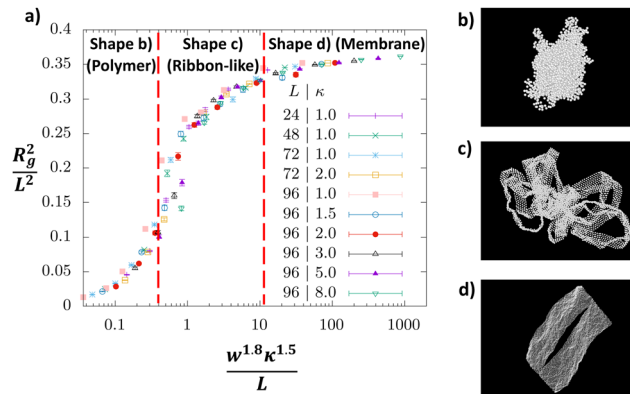 a)
Shape b) Shape c) Shape d) (Membrane)
(Polymer) (Ribbon-like)
0.4
0.35
0.3
0.25
0.2
0.15
0.1
0.05
0
R_g^2 / L^2
L | κ
24 | 1.0
48 | 1.0
72 | 1.0
72 | 2.0
96 | 1.0
96 | 1.5
96 | 2.0
96 | 3.0
96 | 5.0
96 | 8.0
0.1 1 10 100 1000
w^1.8 κ^1.5
L
b)
c)
d)